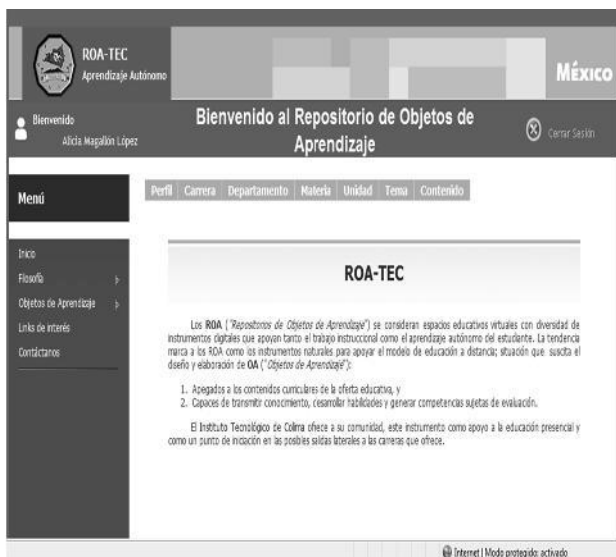 ROA-TEC
Aprendizaje Autónomo
MÉXICO
Bienvenido
Alicia Magallón López
Bienvenido al Repositorio de Objetos de
Aprendizaje
Cerrar Sesión
Menú
Perfil Carrera Departamento Materia Unidad Tema Contenido
Inicio
Filosofía
Objetos de Aprendizaje
Links de interés
Contáctanos
ROA-TEC
Los ROA ("Repositorios de Objetos de Aprendizaje") se consideran espacios educativos virtuales con diversidad de
instrumentos digitales que apoyan tanto el trabajo instruccional como el aprendizaje autónomo del estudiante. La tendencia
marca a los ROA como los instrumentos naturales para apoyar el modelo de educación a distancia; situación que suscita el
diseño y elaboración de OA ("Objetos de Aprendizaje"):
1. Apegados a los contenidos curriculares de la oferta educativa, y
2. Capaces de transmitir conocimiento, desarrollar habilidades y generar competencias sujetas de evaluación.
El Instituto Tecnológico de Colima ofrece a su comunidad, este instrumento como apoyo a la educación presencial y
como un punto de iniciación en las posibles salidas laterales a las carreras que ofrece.
Internet | Modo protegido: activado